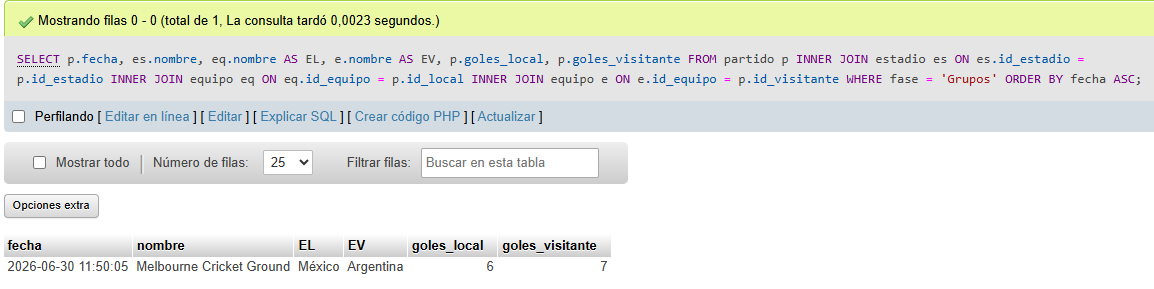 Mostrando filas 0 - 0 (total de 1, La consulta tardó 0,0023 segundos.)
SELECT p.fecha, es.nombre, eq.nombre AS EL, e.nombre AS EV, p.goles_local, p.goles_visitante FROM partido p INNER JOIN estadio es ON es.id_estadio =
p.id_estadio INNER JOIN equipo eq ON eq.id_equipo = p.id_local INNER JOIN equipo e ON e.id_equipo = p.id_visitante WHERE fase = 'Grupos' ORDER BY fecha ASC;
Perfilando [ Editar en línea ] [ Editar ] [ Explicar SQL ] [ Crear código PHP ] [ Actualizar ]
Mostrar todo Número de filas: 25 Filtrar filas: Buscar en esta tabla
Opciones extra
fecha nombre EL EV goles_local goles_visitante
2026-06-30 11:50:05 Melbourne Cricket Ground México Argentina 6 7